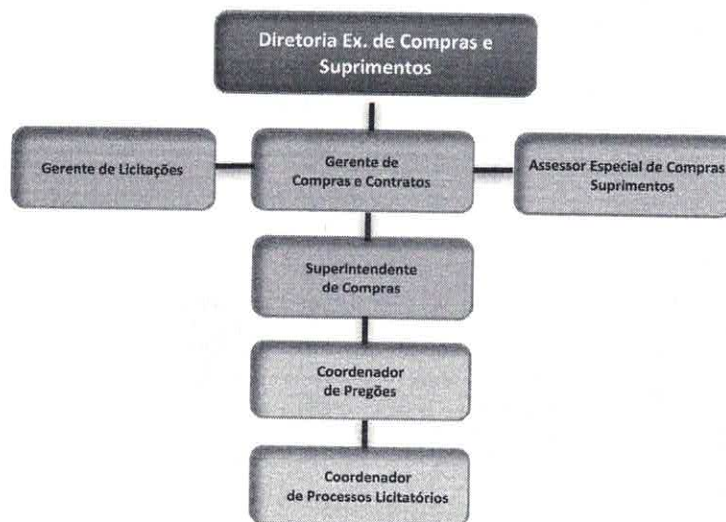 Diretoria Ex. de Compras e
Suprimentos
Gerente de Licitações
Gerente de
Compras e Contratos
Assessor Especial de Compras
Suprimentos
Superintendente
de Compras
Coordenador
de Pregões
Coordenador
de Processos Licitatórios